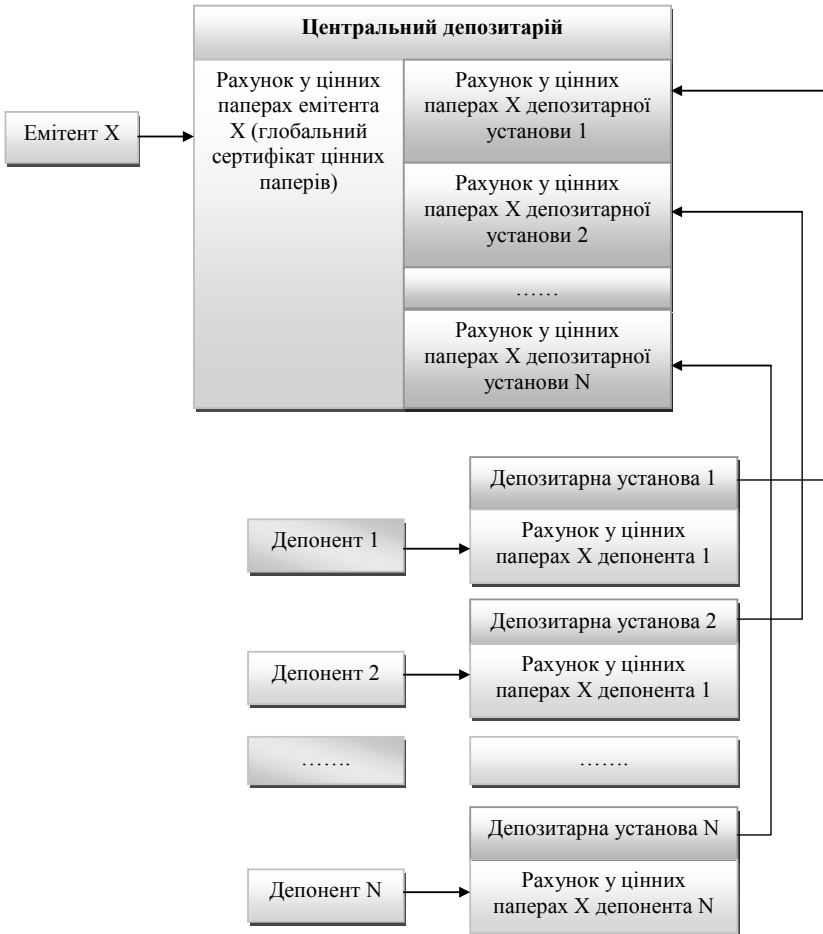 Центральний депозитарій
Рахунок у цінних
паперах емітента
Х (глобальний
сертифікат цінних
паперів)
Рахунок у цінних
паперах Х депозитарної
установи 1
Рахунок у цінних
паперах Х депозитарної
установи 2
……
Рахунок у цінних
паперах Х депозитарної
установи N
Емітент Х
Депозитарна установа 1
Депонент 1
Рахунок у цінних
паперах Х депонента 1
Депозитарна установа 2
Депонент 2
Рахунок у цінних
паперах Х депонента 1
…….
…….
Депозитарна установа N
Депонент N
Рахунок у цінних
паперах Х депонента N